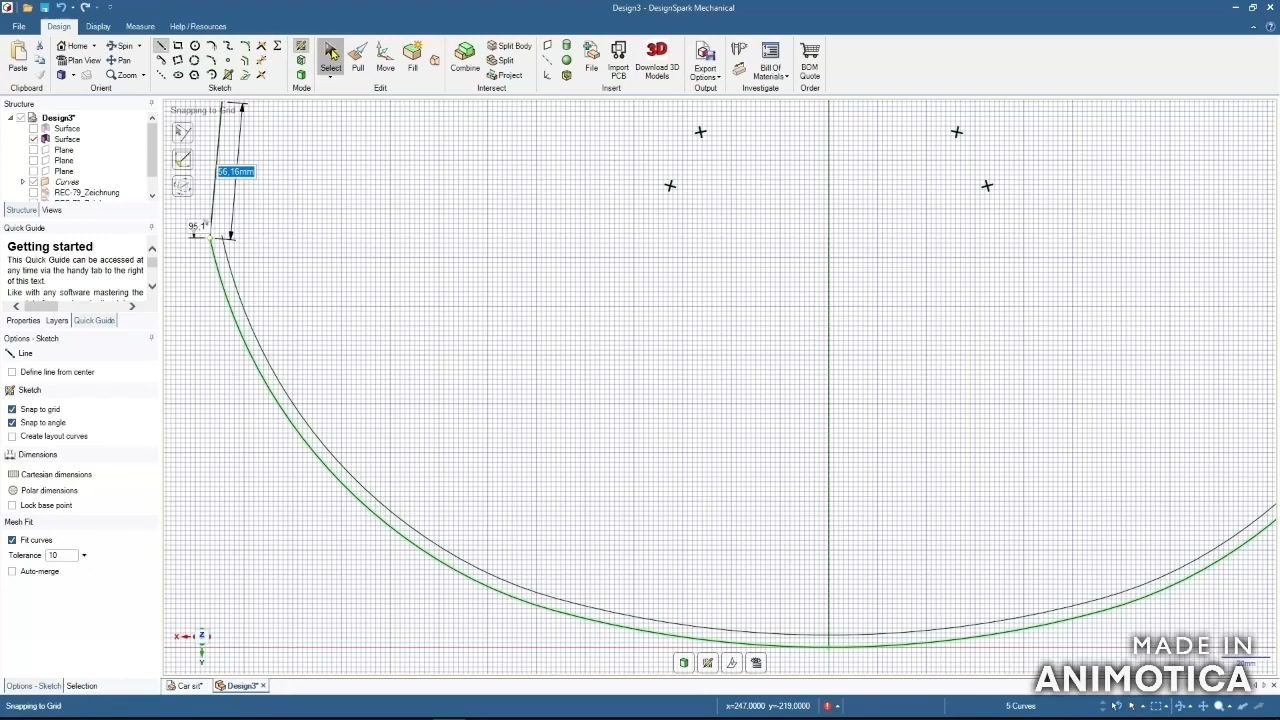 Design3 - DesignSpark Mechanical
File Design Display Measure Help / Resources
Paste
Clipboard
Home Spin
Plan View Pan
Zoom
Orient
Sketch
Mode
Select Pull Move Fill
Edit
Combine
Split Body
Split
Project
Intersect
File Import PCB 3D Download 3D Models
Insert
Export Options
Output
Bill Of Materials
Investigate
BOM Quote
Order
Structure
Design3*
Surface
Surface
Plane
Plane
Plane
Curves
REC-79_Zeichnung
Structure Views
Quick Guide
Getting started
This Quick Guide can be accessed at
any time via the handy tab to the right
of this text.
Like with any software mastering the
Properties Layers Quick Guide
Options - Sketch
Line
Define line from center
Sketch
Snap to grid
Snap to angle
Create layout curves
Dimensions
Cartesian dimensions
Polar dimensions
Lock base point
Mesh Fit
Fit curves
Tolerance 10
Auto-merge
Options - Sketch Selection
Snapping to Grid
56,16mm
95,1°
X Z Y
MADE IN
ANIMOTICA
20mm
Car sit* Design3*
Snapping to Grid x=247.0000 y=-219.0000 5 Curves